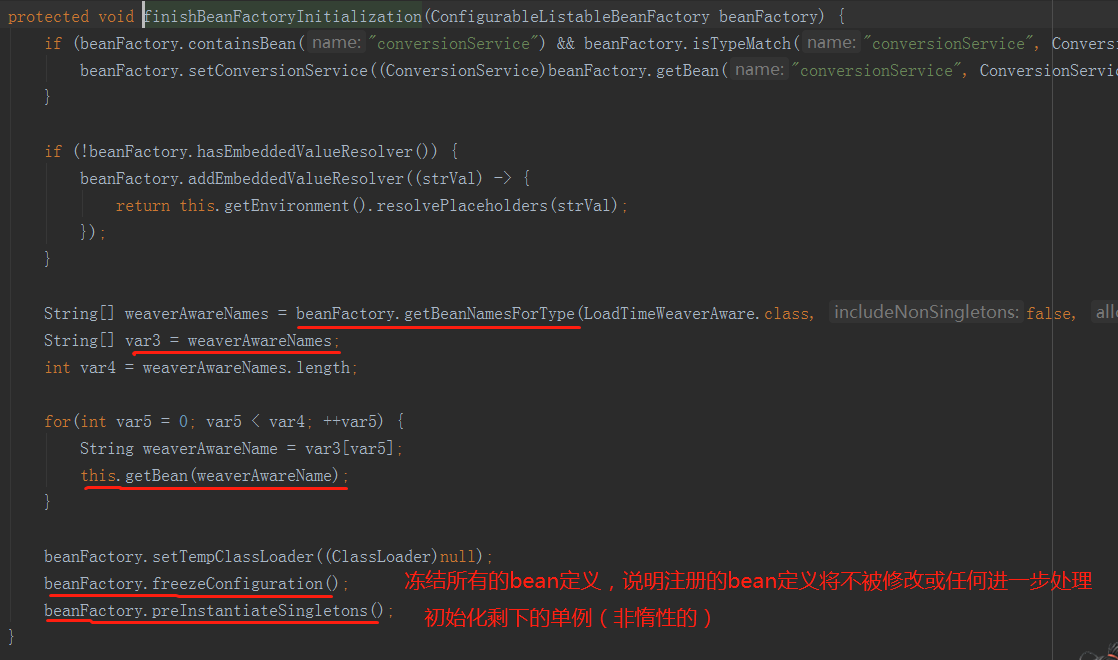 protected void finishBeanFactoryInitialization(ConfigurableListableBeanFactory beanFactory) {
if (beanFactory.containsBean( name: "conversionService") && beanFactory.isTypeMatch( name: "conversionService", Convers
beanFactory.setConversionService((ConversionService)beanFactory.getBean( name: "conversionService", ConversionServic
}
if (!beanFactory.hasEmbeddedValueResolver()) {
beanFactory.addEmbeddedValueResolver((strVal) -> {
return this.getEnvironment().resolvePlaceholders(strVal);
});
}
String[] weaverAwareNames = beanFactory.getBeanNamesForType(LoadTimeWeaverAware.class, includeNonSingletons: false, all
String[] var3 = weaverAwareNames;
int var4 = weaverAwareNames.length;
for(int var5 = 0; var5 < var4; ++var5) {
String weaverAwareName = var3[var5];
this.getBean(weaverAwareName);
}
beanFactory.setTempClassLoader((ClassLoader)null);
beanFactory.freezeConfiguration(); 冻结所有的bean定义，说明注册的bean定义将不被修改或任何进一步处理
beanFactory.preInstantiateSingletons(); 初始化剩下的单例（非惰性的）
}